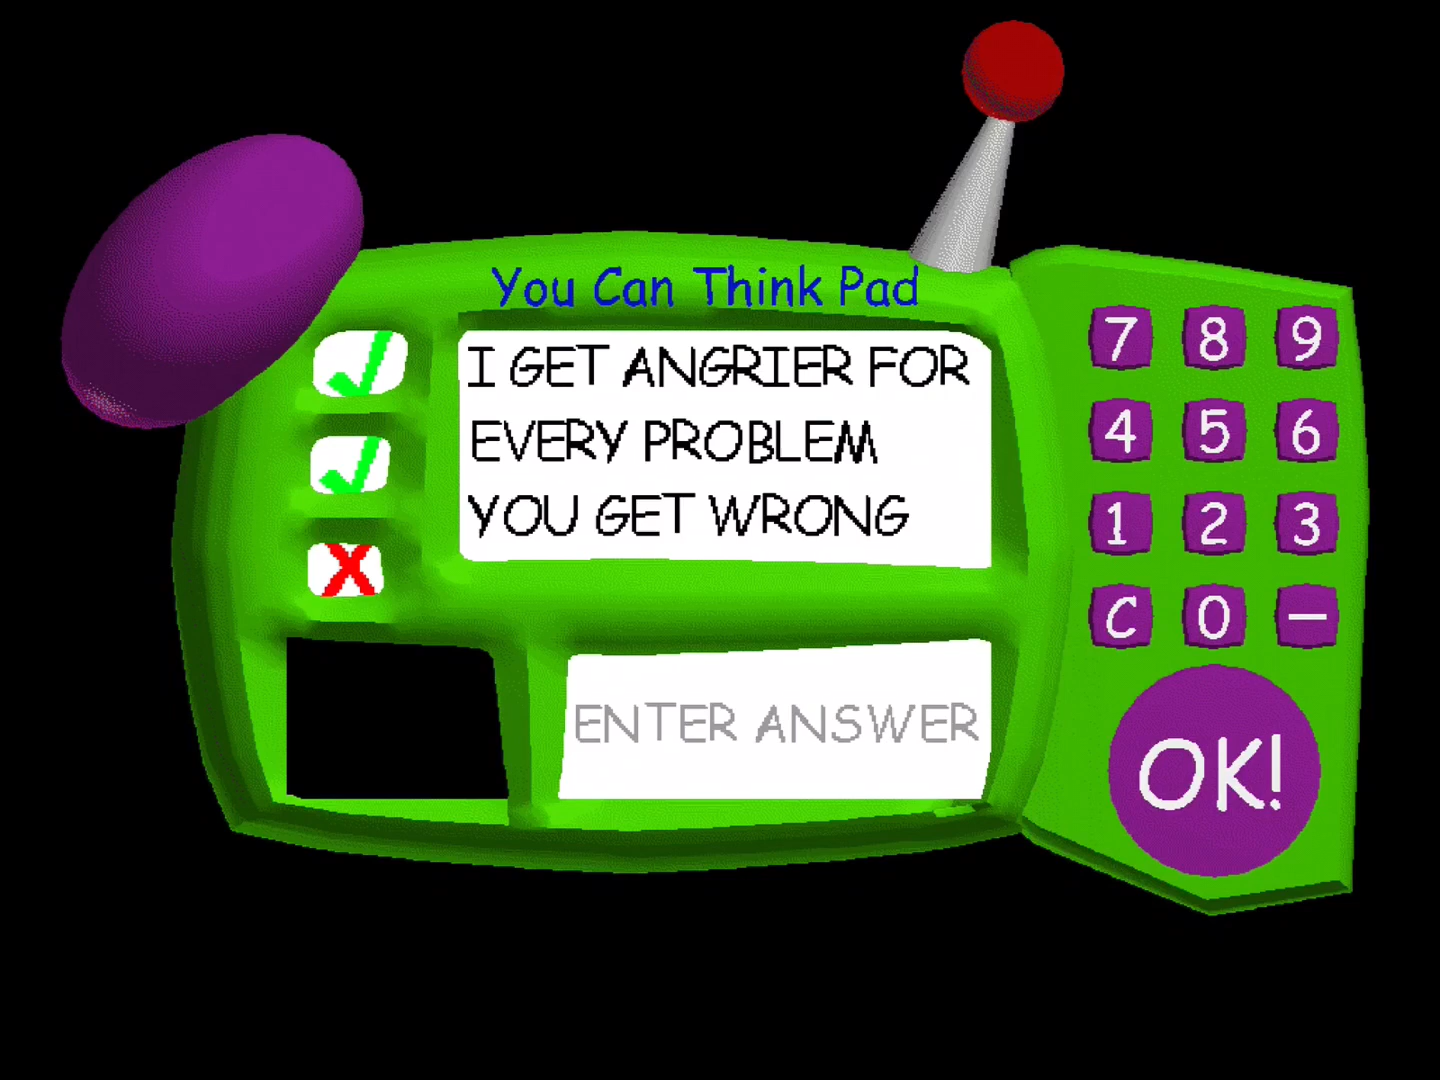 You Can Think Pad
I GET ANGRIER FOR
EVERY PROBLEM
YOU GET WRONG
ENTER ANSWER
7 8 9
4 5 6
1 2 3
C 0 −
OK!